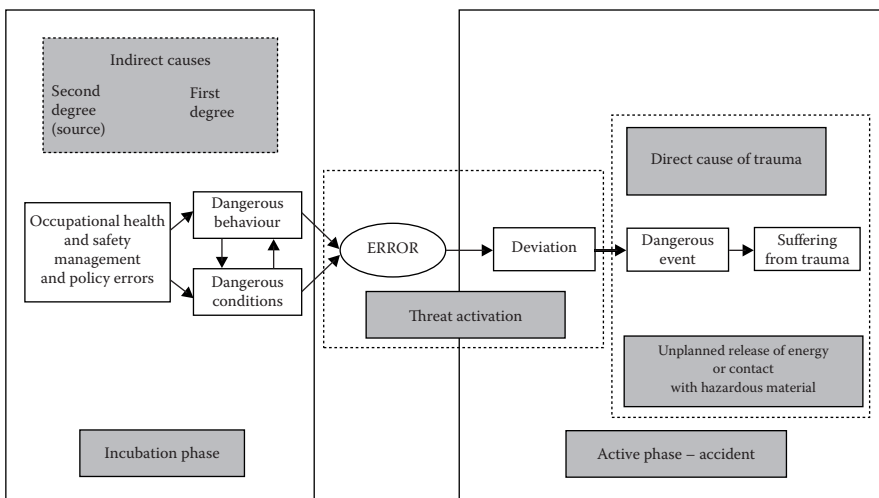 Indirect causes
Second
degree
(source)
First
degree
Direct cause of trauma
Occupational health
and safety
management
and policy errors
Dangerous
behaviour
Dangerous
conditions
ERROR
Deviation
Dangerous
event
Suffering
from trauma
Threat activation
Unplanned release of energy
or contact
with hazardous material
Incubation phase
Active phase – accident